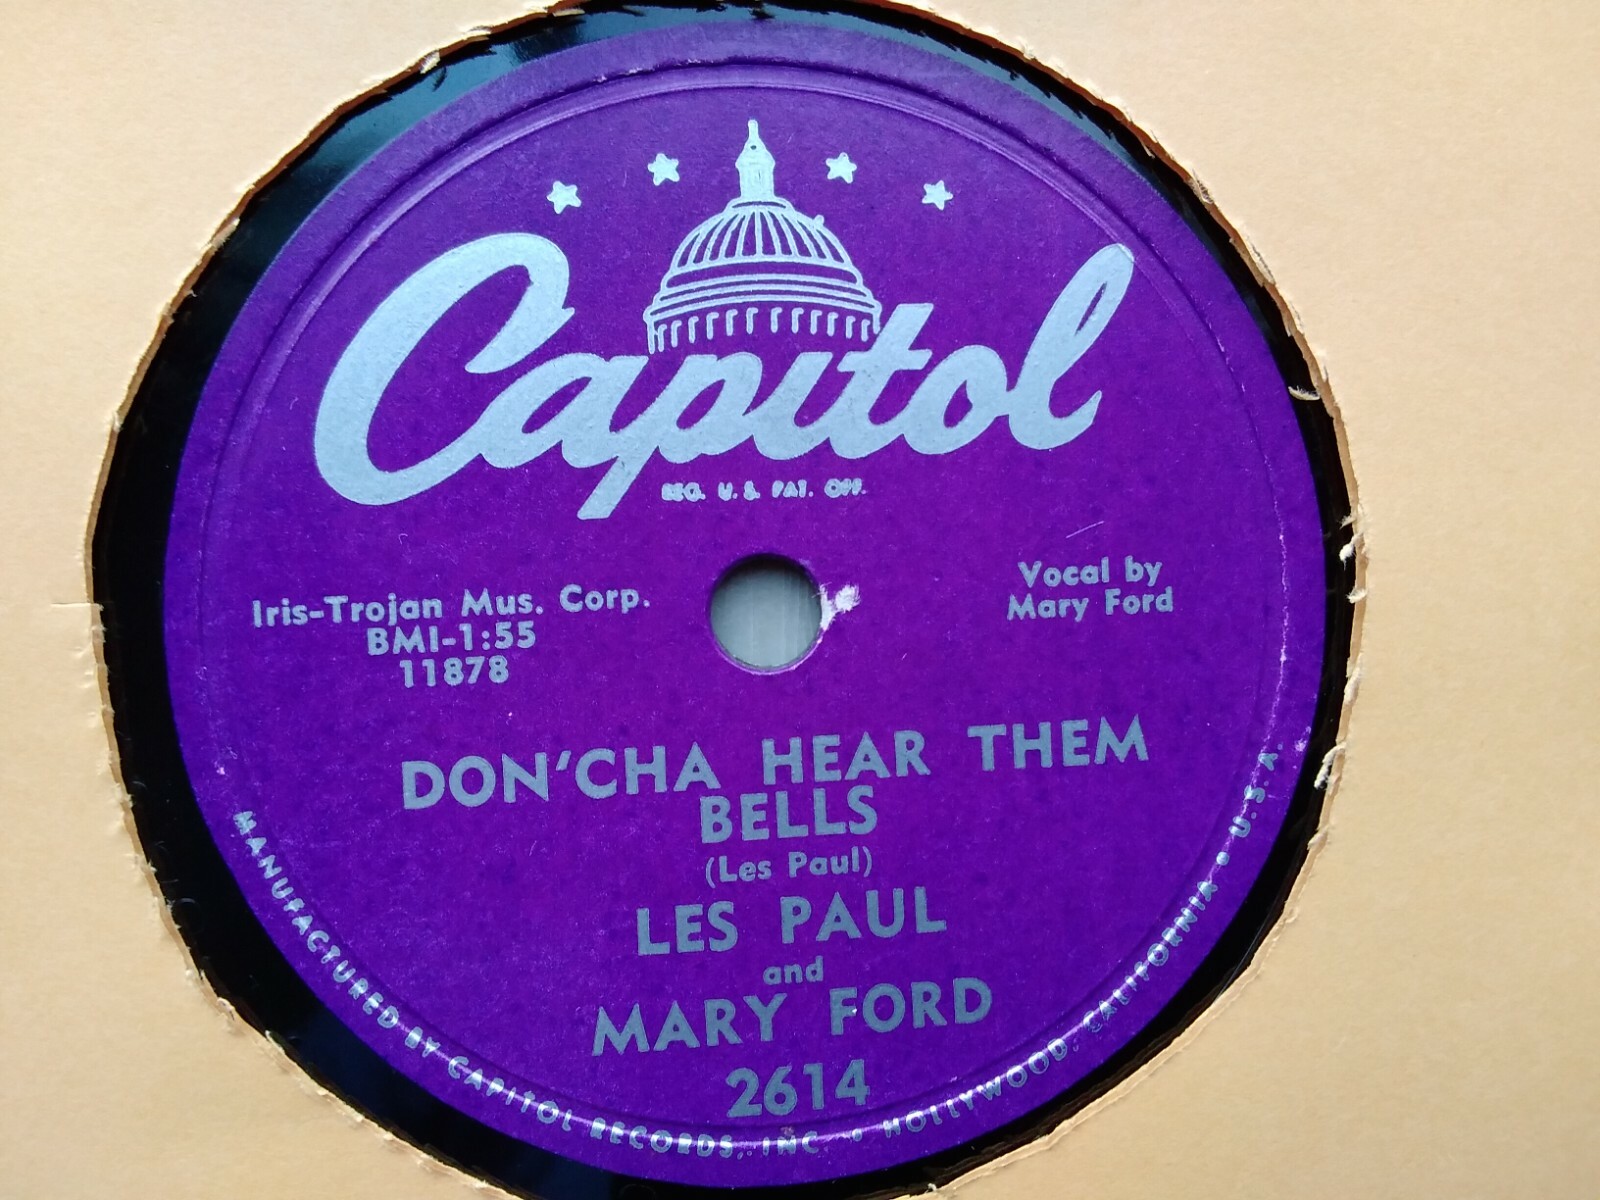 Capitol
REG. U.S. PAT. OFF.
Iris-Trojan Mus. Corp.
BMI-1:55
11878
Vocal by
Mary Ford
DON'CHA HEAR THEM
BELLS
(Les Paul)
LES PAUL
and
MARY FORD
2614
MANUFACTURED BY CAPITOL RECORDS, INC. • HOLLYWOOD, CALIFORNIA • U.S.A.